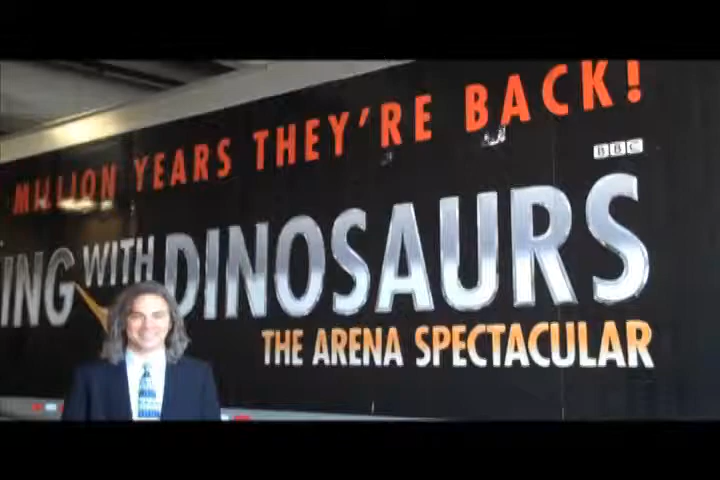 MILLION YEARS THEY'RE BACK!
BBC
ING WITH DINOSAURS
THE ARENA SPECTACULAR